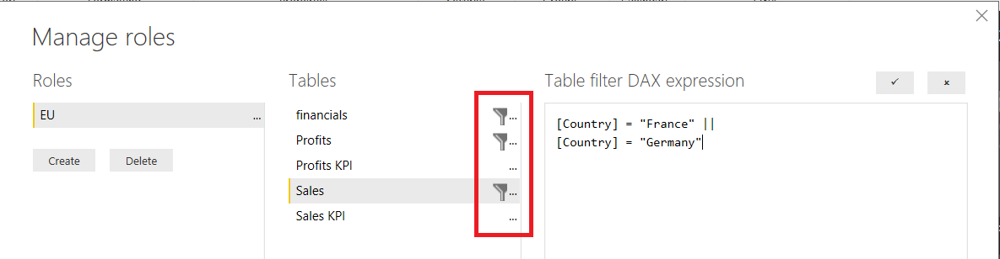 Manage roles
Roles
Tables
Table filter DAX expression
EU
...
Create
Delete
financials
...
Profits
...
Profits KPI
...
Sales
...
Sales KPI
...
[Country] = "France" ||
[Country] = "Germany"